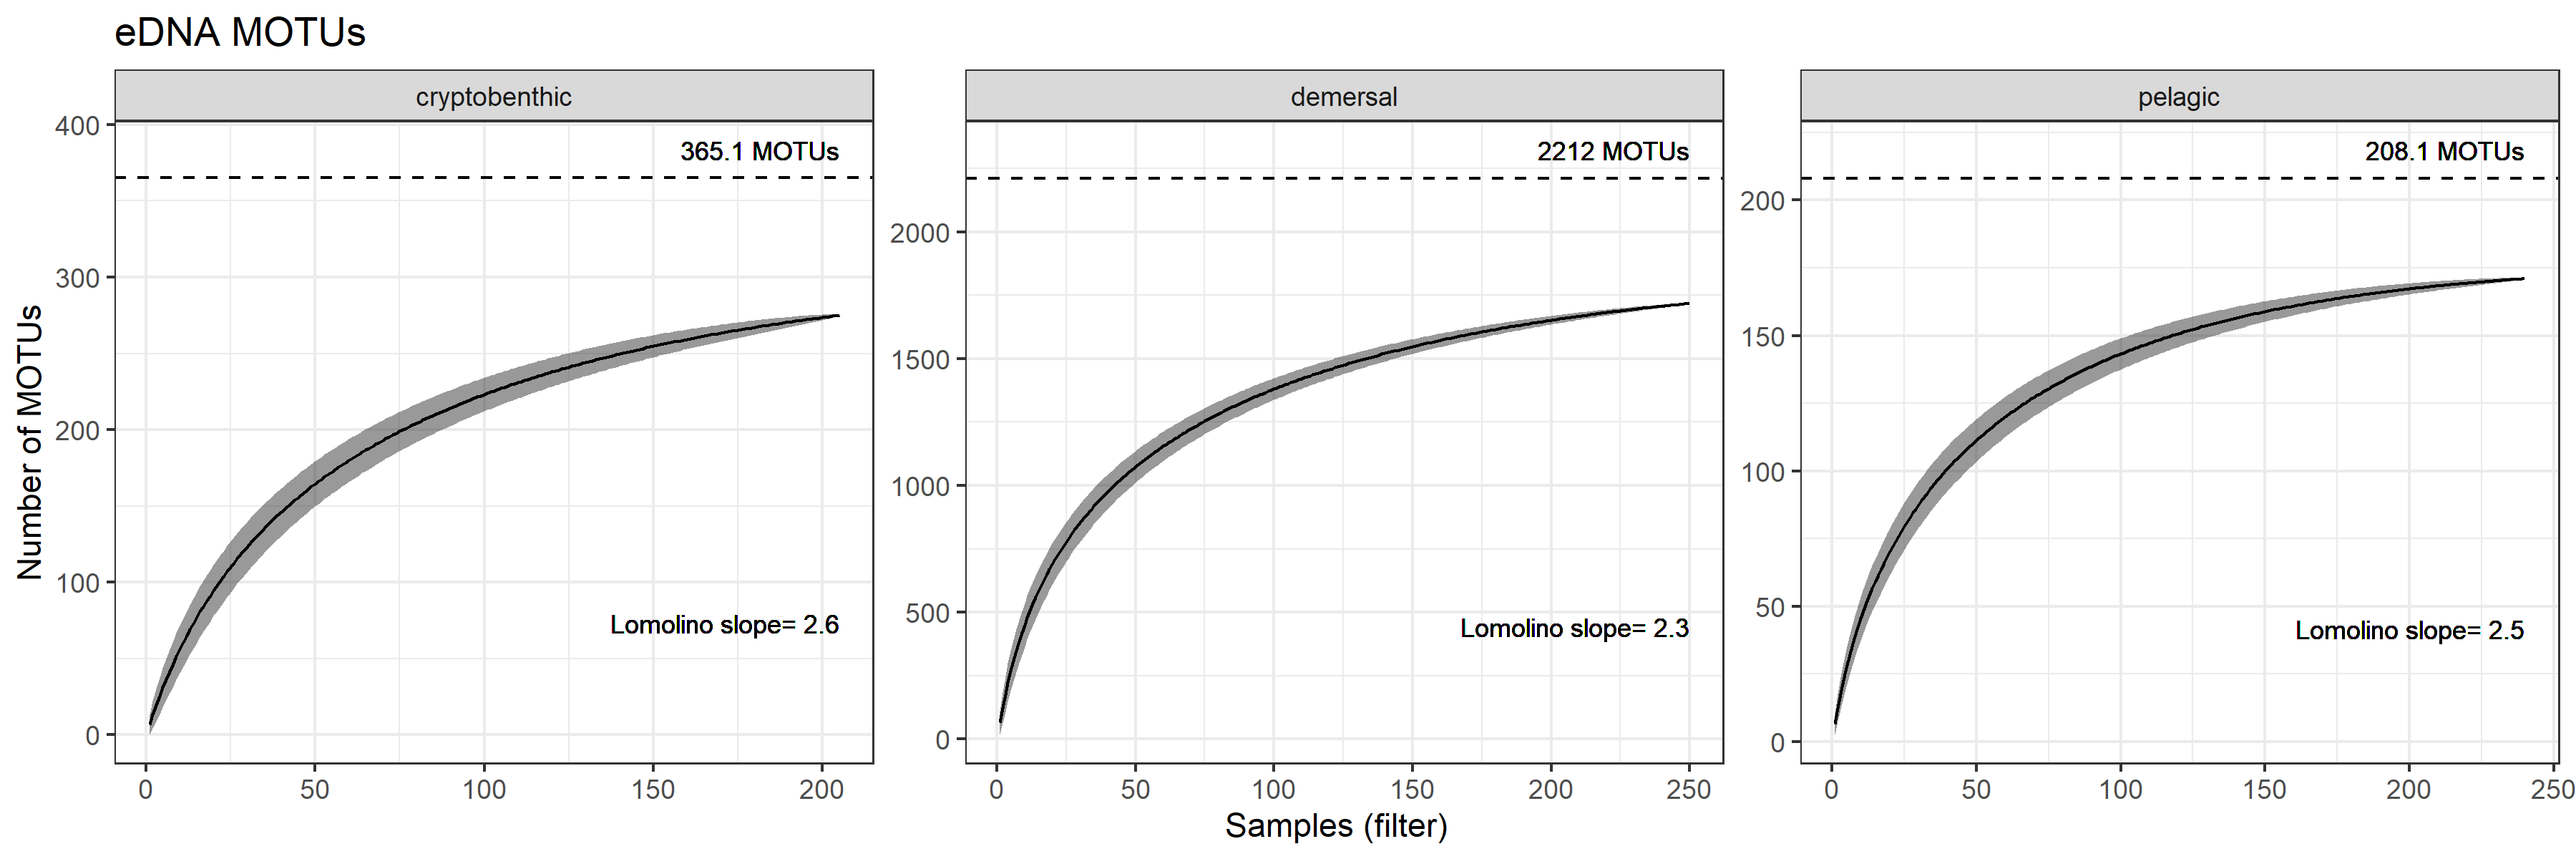 eDNA MOTUs
cryptobenthic
demersal
pelagic
Number of MOTUs
400
300
200
100
0
365.1 MOTUs
Lomolino slope= 2.6
0 50 100 150 200
2000
1500
1000
500
0
2212 MOTUs
Lomolino slope= 2.3
0 50 100 150 200 250
200
150
100
50
0
208.1 MOTUs
Lomolino slope= 2.5
0 50 100 150 200 250
Samples (filter)